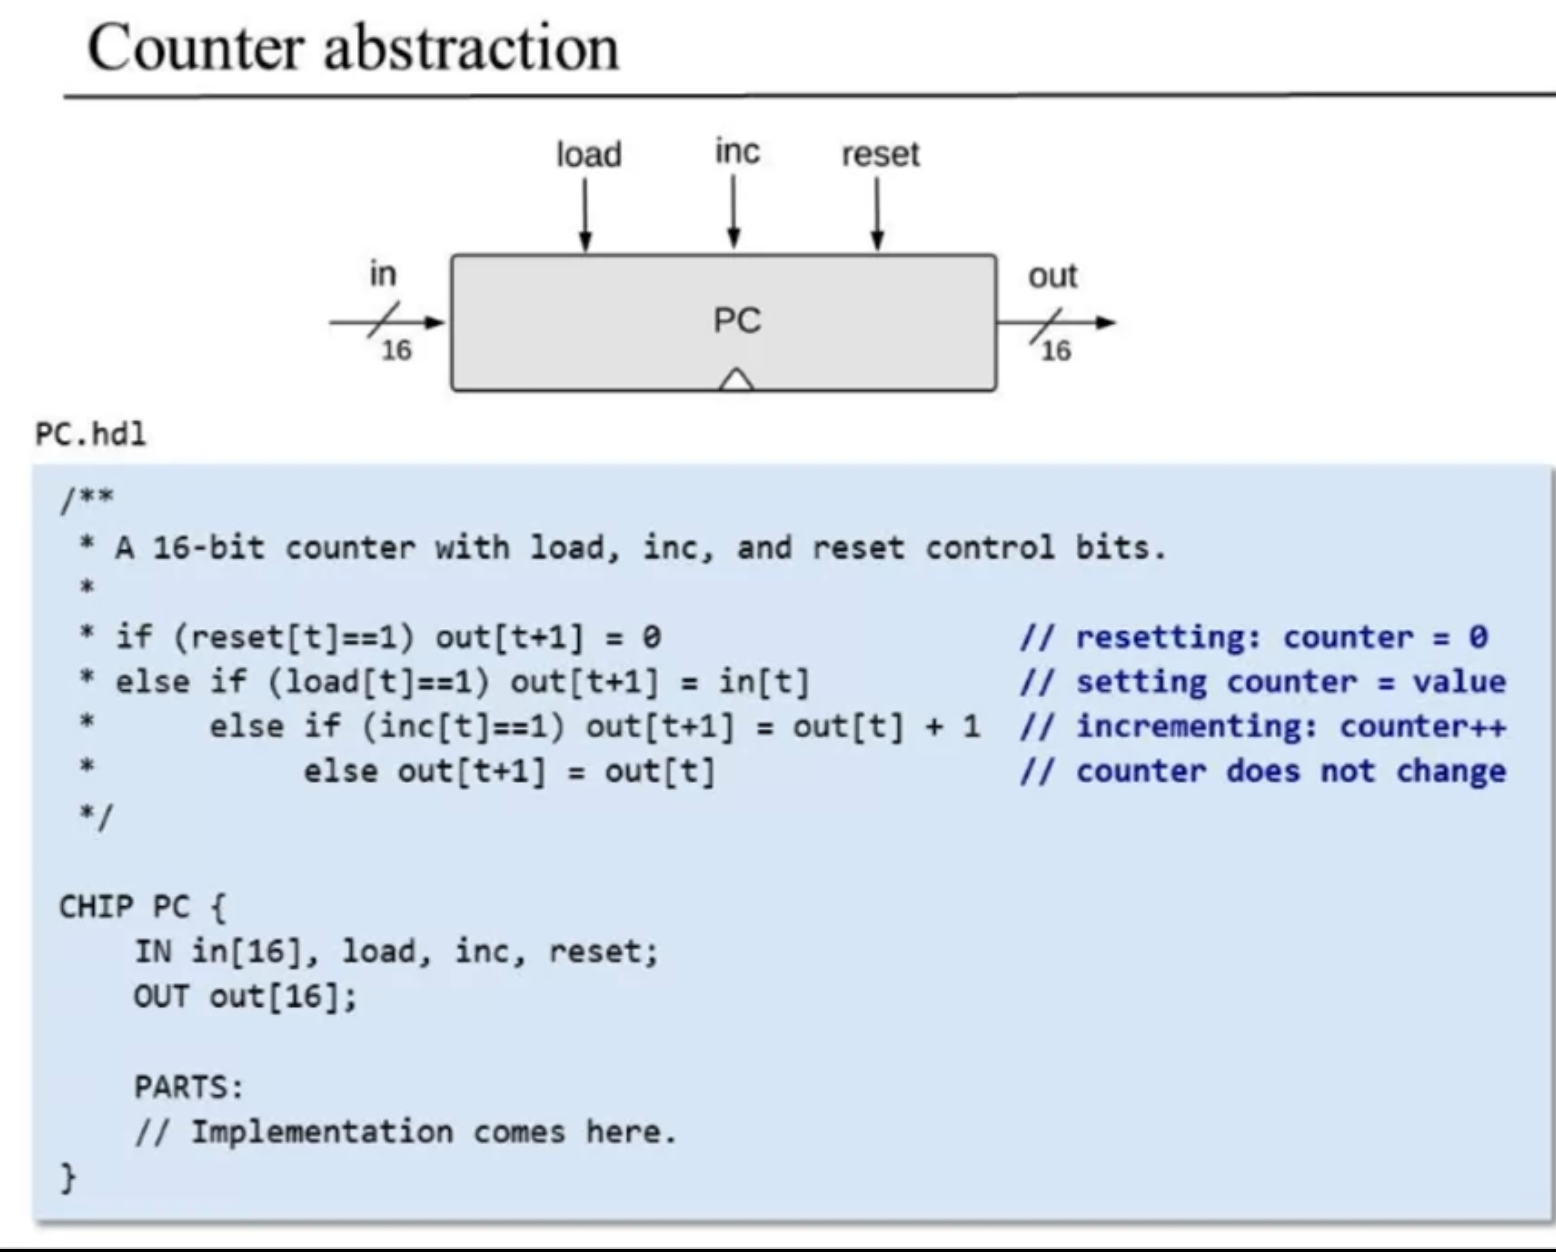 Counter abstraction
load inc reset
in
out
PC
16
16
PC.hdl
/**
 * A 16-bit counter with load, inc, and reset control bits.
 *
 * if (reset[t]==1) out[t+1] = 0                   // resetting: counter = 0
 * else if (load[t]==1) out[t+1] = in[t]           // setting counter = value
 *      else if (inc[t]==1) out[t+1] = out[t] + 1  // incrementing: counter++
 *           else out[t+1] = out[t]                // counter does not change
 */
CHIP PC {
    IN in[16], load, inc, reset;
    OUT out[16];
    PARTS:
    // Implementation comes here.
}